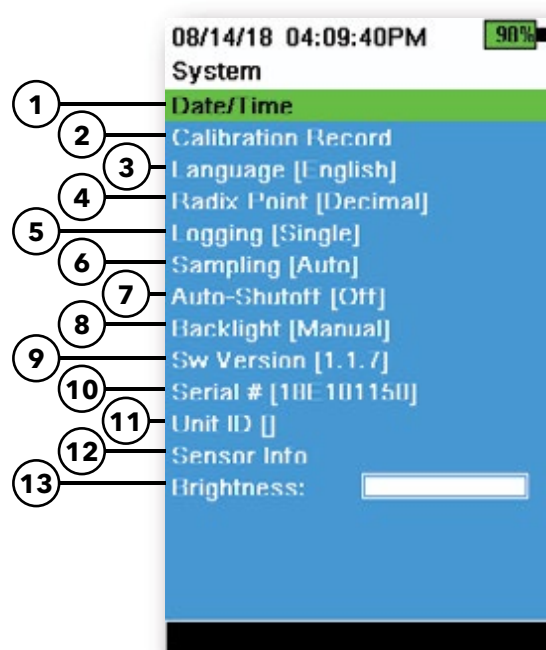 08/14/18 04:09:40PM 90%
System
1 Date/Time
2 Calibration Record
3 Language [English]
4 Radix Point [Decimal]
5 Logging [Single]
6 Sampling [Auto]
7 Auto-Shutoff [Off]
8 Backlight [Manual]
9 Sw Version [1.1.7]
10 Serial # [18E101150]
11 Unit ID []
12 Sensor Info
13 Brightness: